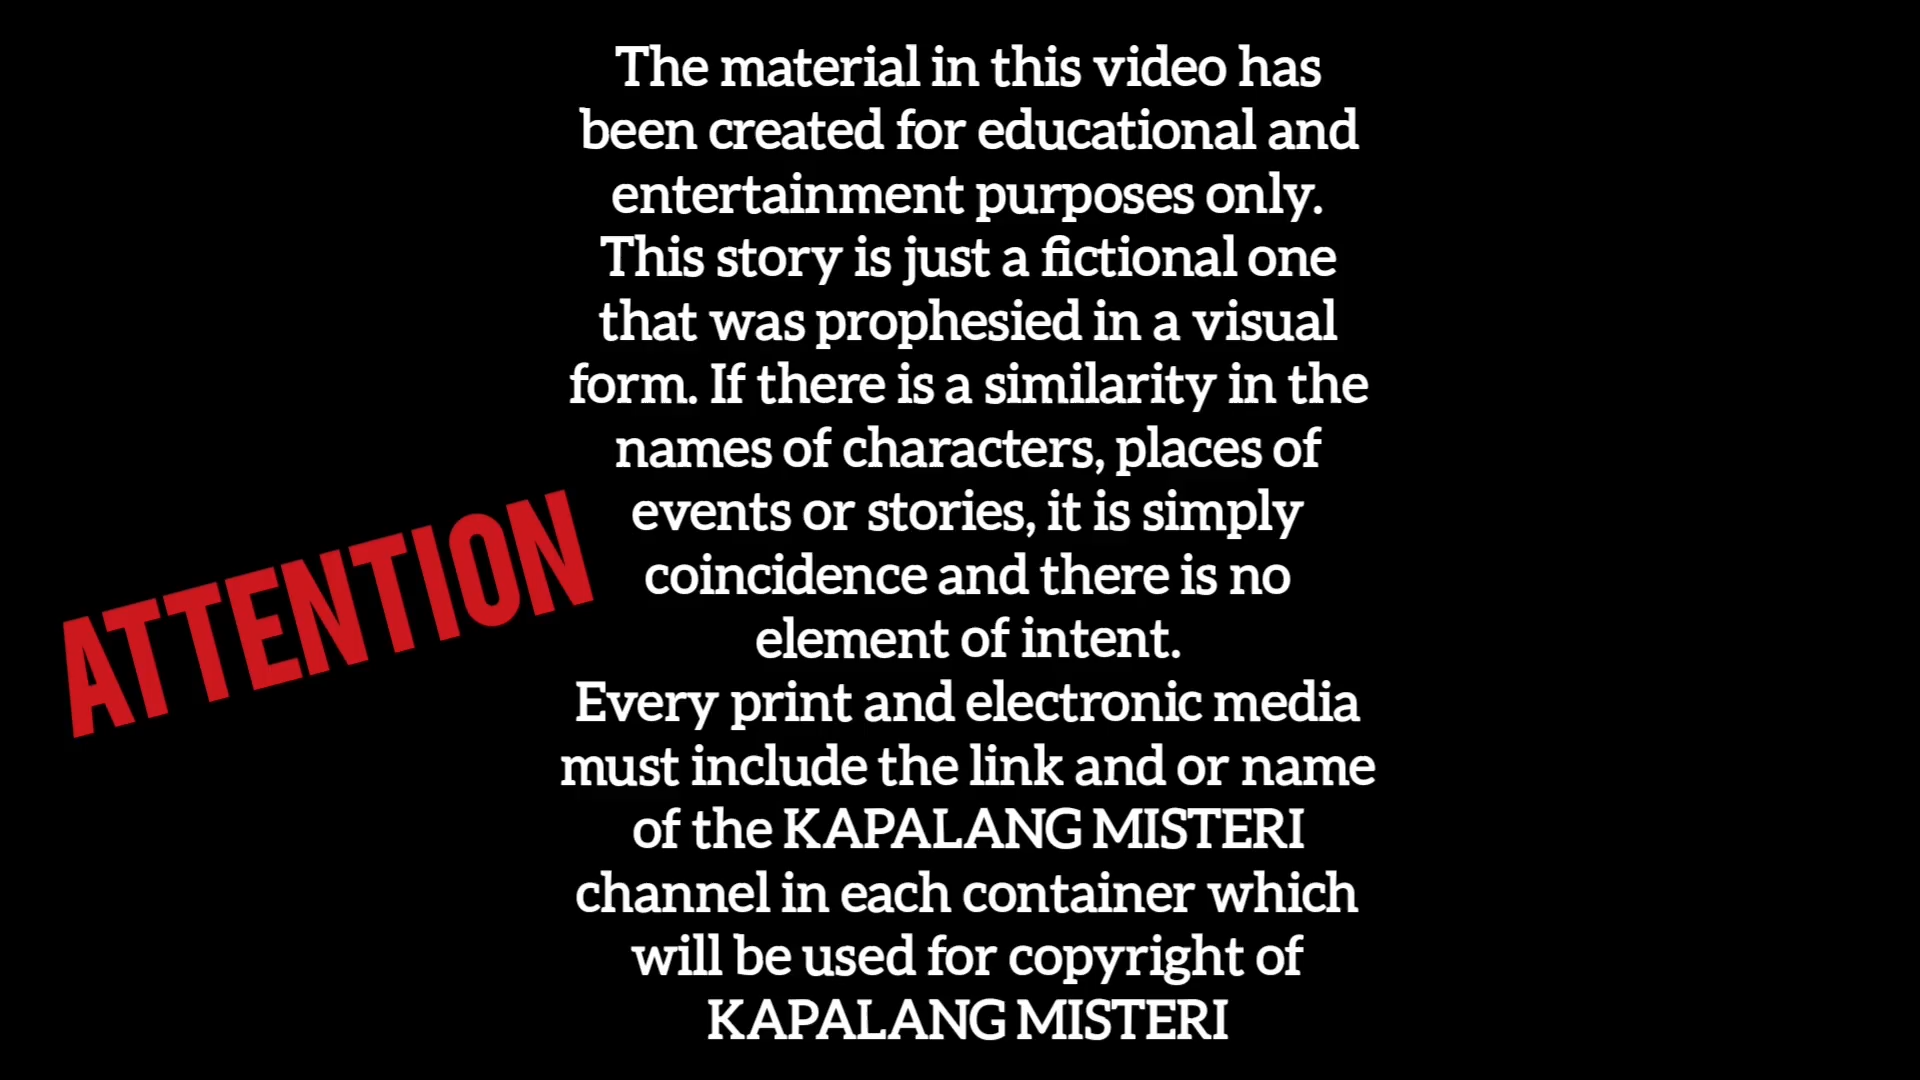 The material in this video has
been created for educational and
entertainment purposes only.
This story is just a fictional one
that was prophesied in a visual
form. If there is a similarity in the
names of characters, places of
events or stories, it is simply
coincidence and there is no
element of intent.
Every print and electronic media
must include the link and or name
of the KAPALANG MISTERI
channel in each container which
will be used for copyright of
KAPALANG MISTERI
ATTENTION